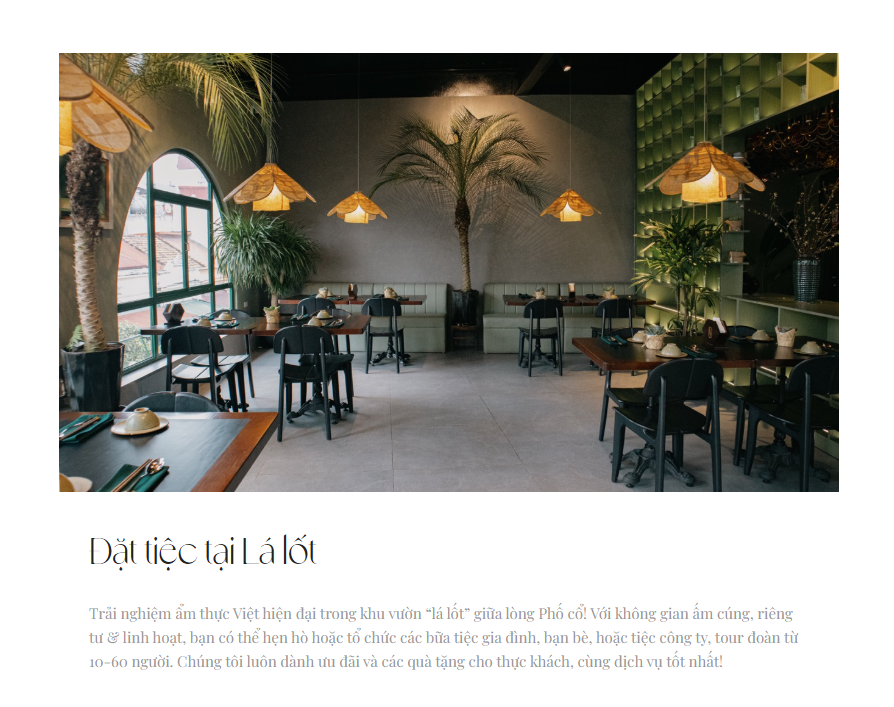 Đặt tiệc tại Lá lốt
Trải nghiệm ẩm thực Việt hiện đại trong khu vườn “lá lốt” giữa lòng Phố cổ! Với không gian ấm cúng, riêng
tư & linh hoạt, bạn có thể hẹn hò hoặc tổ chức các bữa tiệc gia đình, bạn bè, hoặc tiệc công ty, tour đoàn từ
10-60 người. Chúng tôi luôn dành ưu đãi và các quà tặng cho thực khách, cùng dịch vụ tốt nhất!